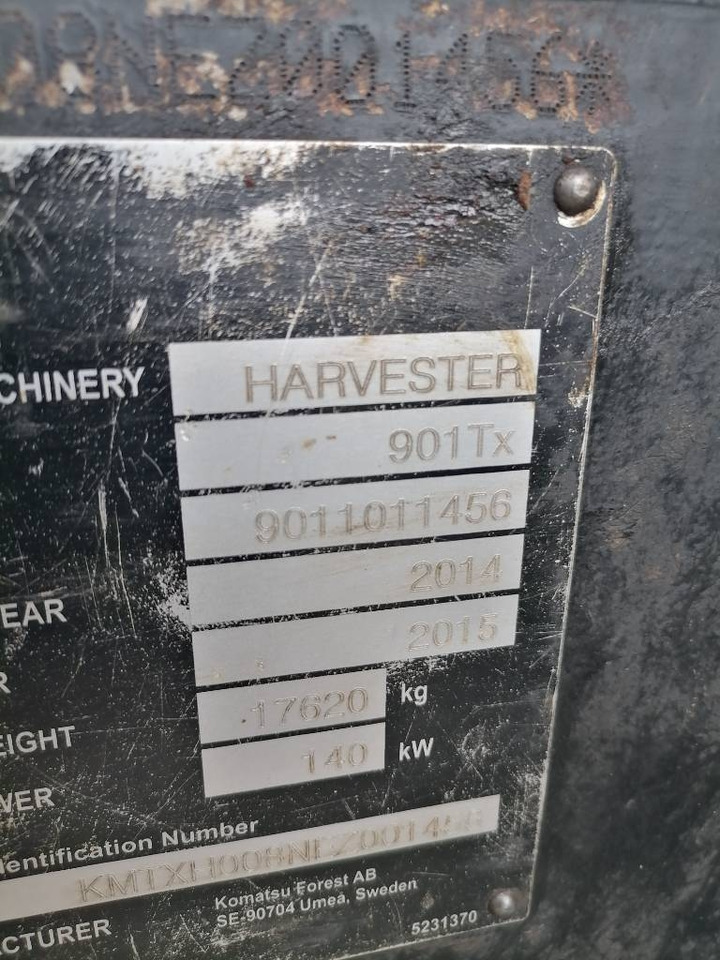 CHINERY HARVESTER
901Tx
9011011456
EAR 2014
R 2015
EIGHT 17620 kg
WER 140 kW
entification Number
Komatsu Forest AB
ACTURER SE-90704 Umeå, Sweden
5231370